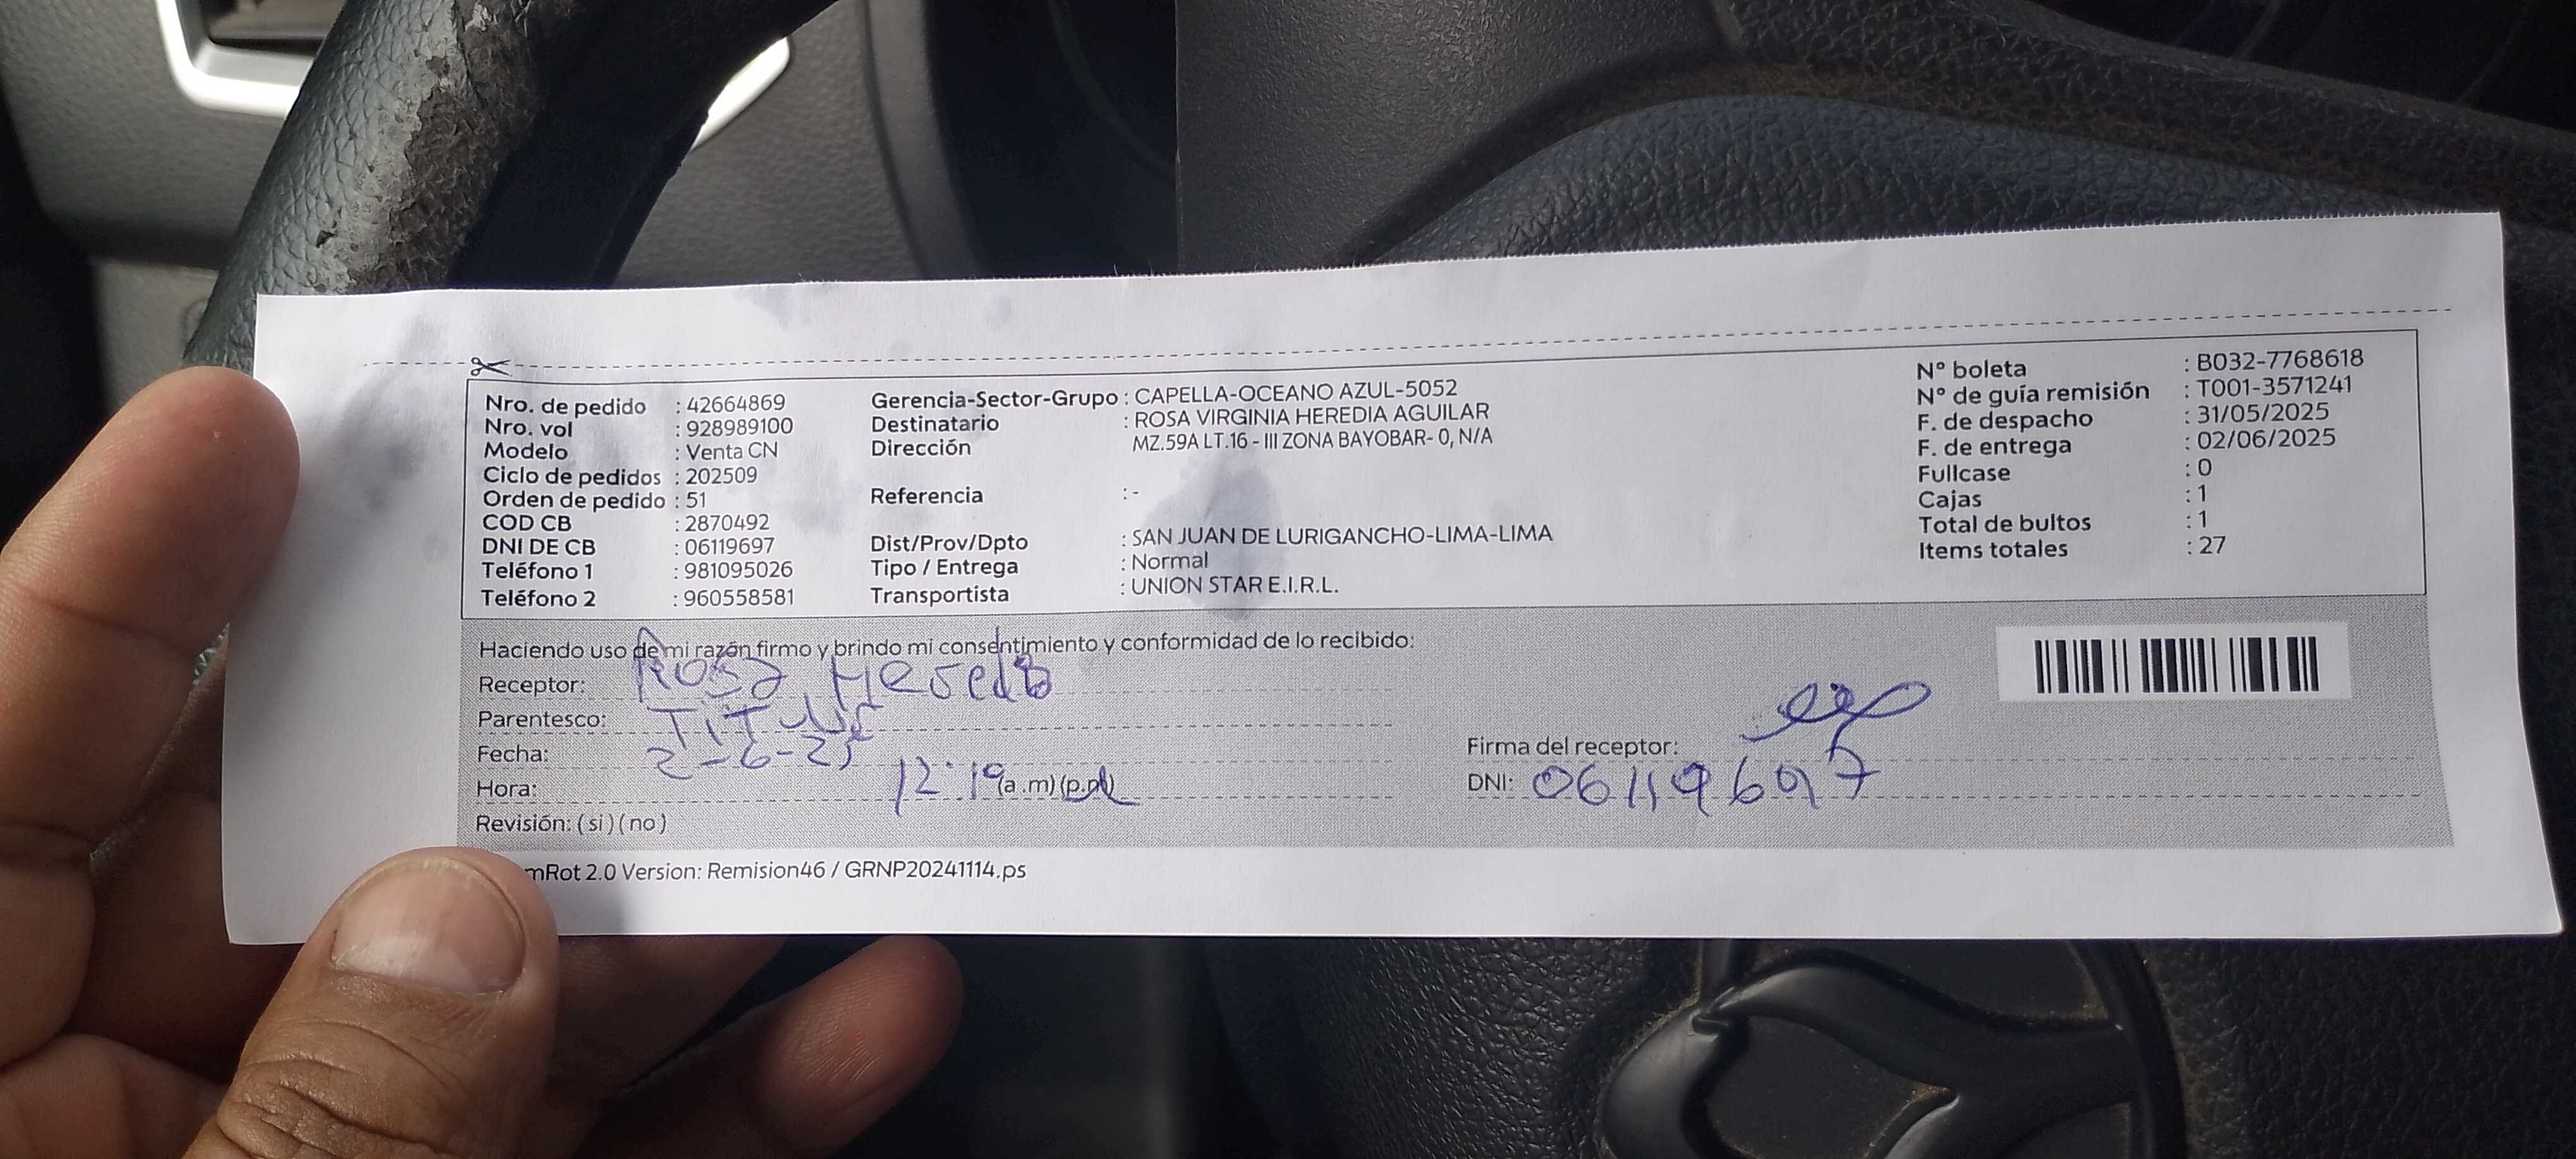 Nro. de pedido : 42664869
Nro. vol : 928989100
Modelo : Venta CN
Ciclo de pedidos : 202509
Orden de pedido : 51
COD CB : 2870492
DNI DE CB : 06119697
Teléfono 1 : 981095026
Teléfono 2 : 960558581
Gerencia-Sector-Grupo : CAPELLA-OCEANO AZUL-5052
Destinatario : ROSA VIRGINIA HEREDIA AGUILAR
Dirección MZ.59A LT.16 - III ZONA BAYOBAR- 0, N/A
Referencia : -
Dist/Prov/Dpto : SAN JUAN DE LURIGANCHO-LIMA-LIMA
Tipo / Entrega : Normal
Transportista : UNION STAR E.I.R.L.
N° boleta : B032-7768618
N° de guía remisión : T001-3571241
F. de despacho : 31/05/2025
F. de entrega : 02/06/2025
Fullcase : 0
Cajas : 1
Total de bultos : 1
Items totales : 27
Haciendo uso de mi razón firmo y brindo mi consentimiento y conformidad de lo recibido:
Receptor: Rosa Heredia
Parentesco: TiTular
Fecha: 2-6-25
Hora: 12:19 (a.m) (p.m)
Revisión: ( si ) ( no )
Firma del receptor:
DNI: 06119697
mRot 2.0 Version: Remision46 / GRNP20241114.ps